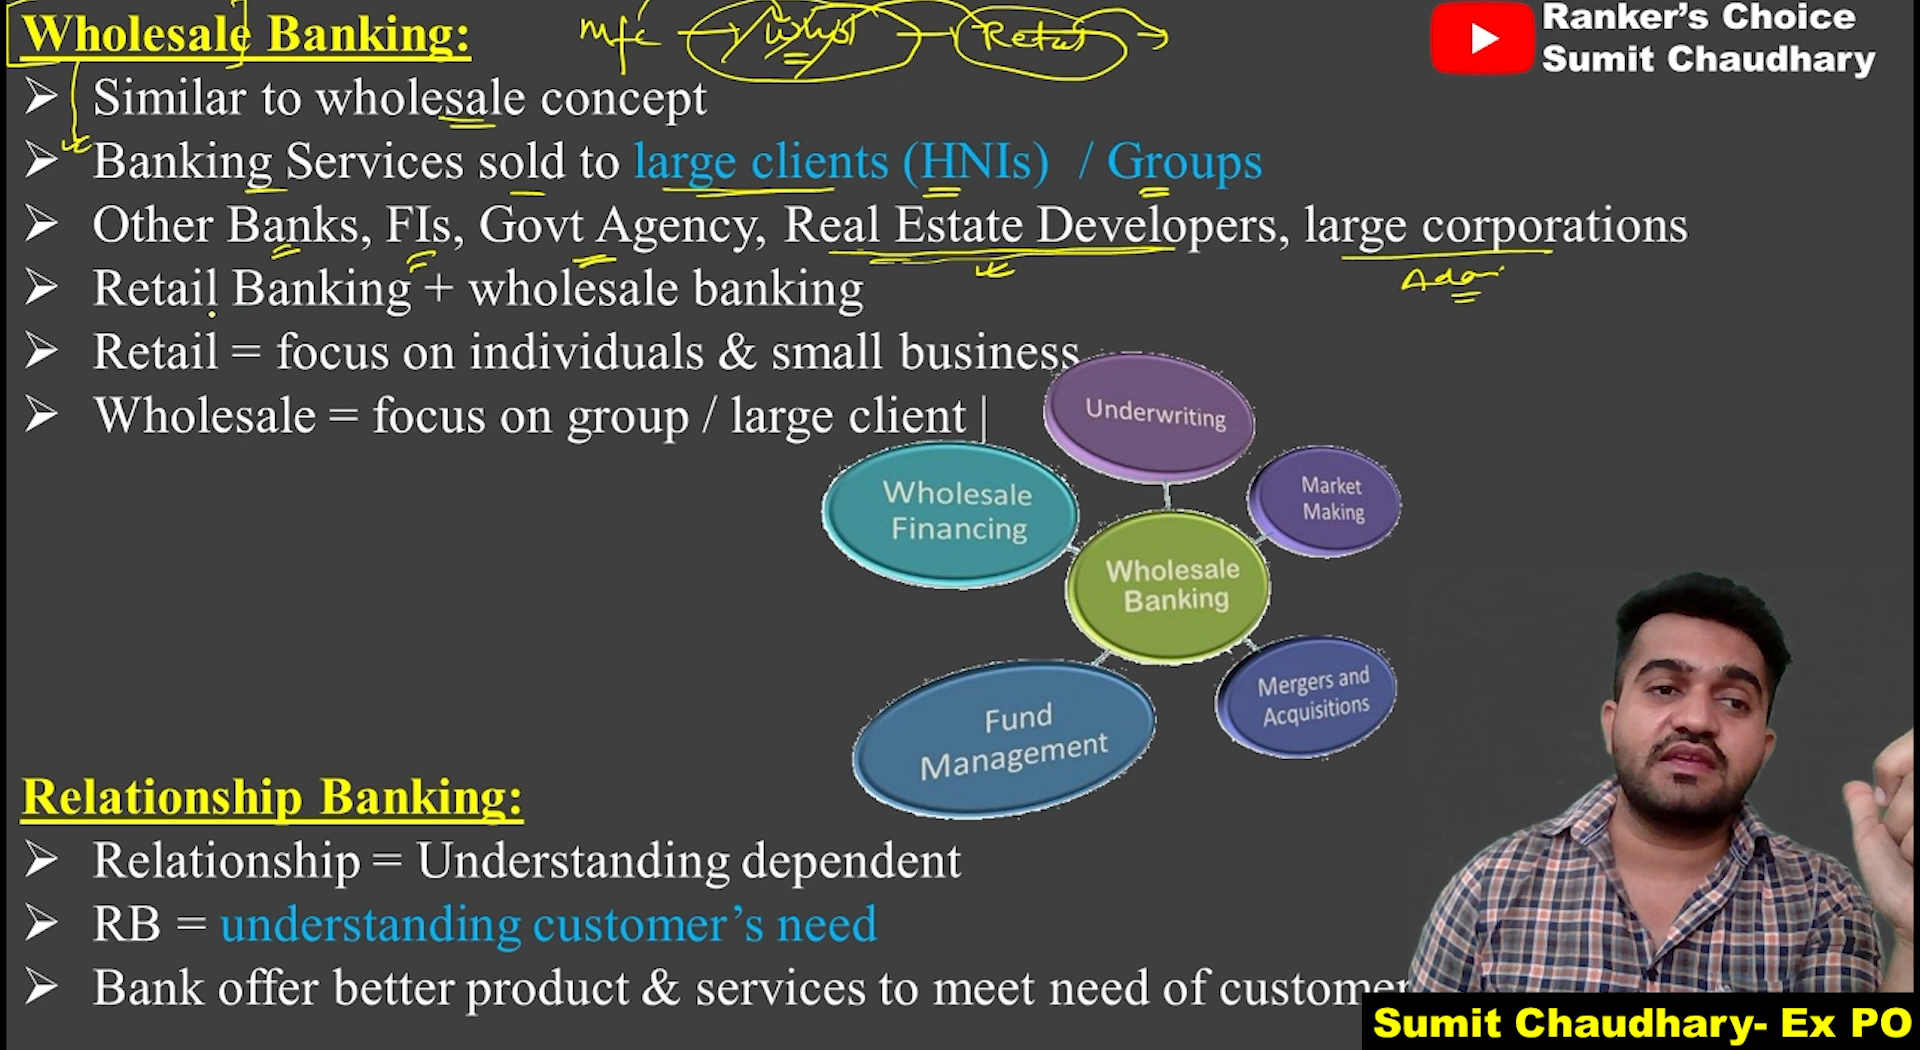 Wholesale Banking:
Mfc Retail
Ranker's Choice
Sumit Chaudhary
➤ Similar to wholesale concept
➤ Banking Services sold to large clients (HNIs) / Groups
➤ Other Banks, FIs, Govt Agency, Real Estate Developers, large corporations
➤ Retail Banking + wholesale banking
➤ Retail = focus on individuals & small business
➤ Wholesale = focus on group / large client |
Underwriting
Market
Making
Wholesale
Financing
Wholesale
Banking
Mergers and
Acquisitions
Fund
Management
Relationship Banking:
➤ Relationship = Understanding dependent
➤ RB = understanding customer's need
➤ Bank offer better product & services to meet need of customer
Sumit Chaudhary- Ex PO